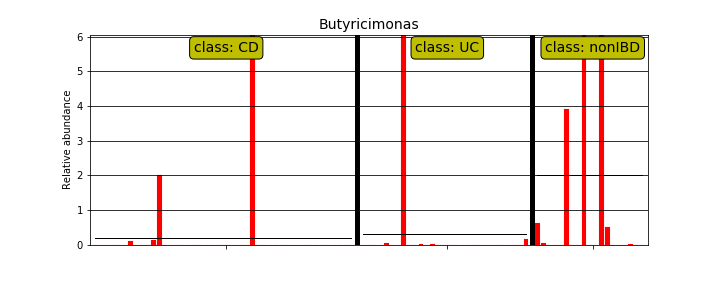 Butyricimonas
class: CD
class: UC
class: nonIBD
Relative abundance
6
5
4
3
2
1
0